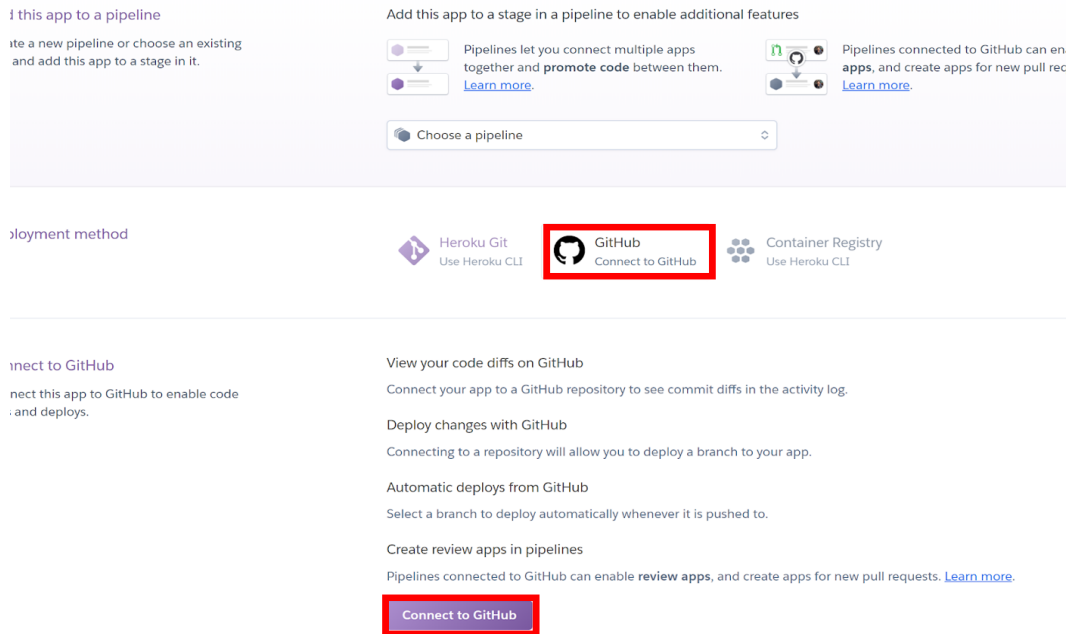 d this app to a pipeline
ate a new pipeline or choose an existing
and add this app to a stage in it.
Add this app to a stage in a pipeline to enable additional features
Pipelines let you connect multiple apps
together and promote code between them.
Learn more.
Pipelines connected to GitHub can ena
apps, and create apps for new pull req
Learn more.
Choose a pipeline
ployment method
Heroku Git
Use Heroku CLI
GitHub
Connect to GitHub
Container Registry
Use Heroku CLI
nnect to GitHub
nnect this app to GitHub to enable code
s and deploys.
View your code diffs on GitHub
Connect your app to a GitHub repository to see commit diffs in the activity log.
Deploy changes with GitHub
Connecting to a repository will allow you to deploy a branch to your app.
Automatic deploys from GitHub
Select a branch to deploy automatically whenever it is pushed to.
Create review apps in pipelines
Pipelines connected to GitHub can enable review apps, and create apps for new pull requests. Learn more.
Connect to GitHub